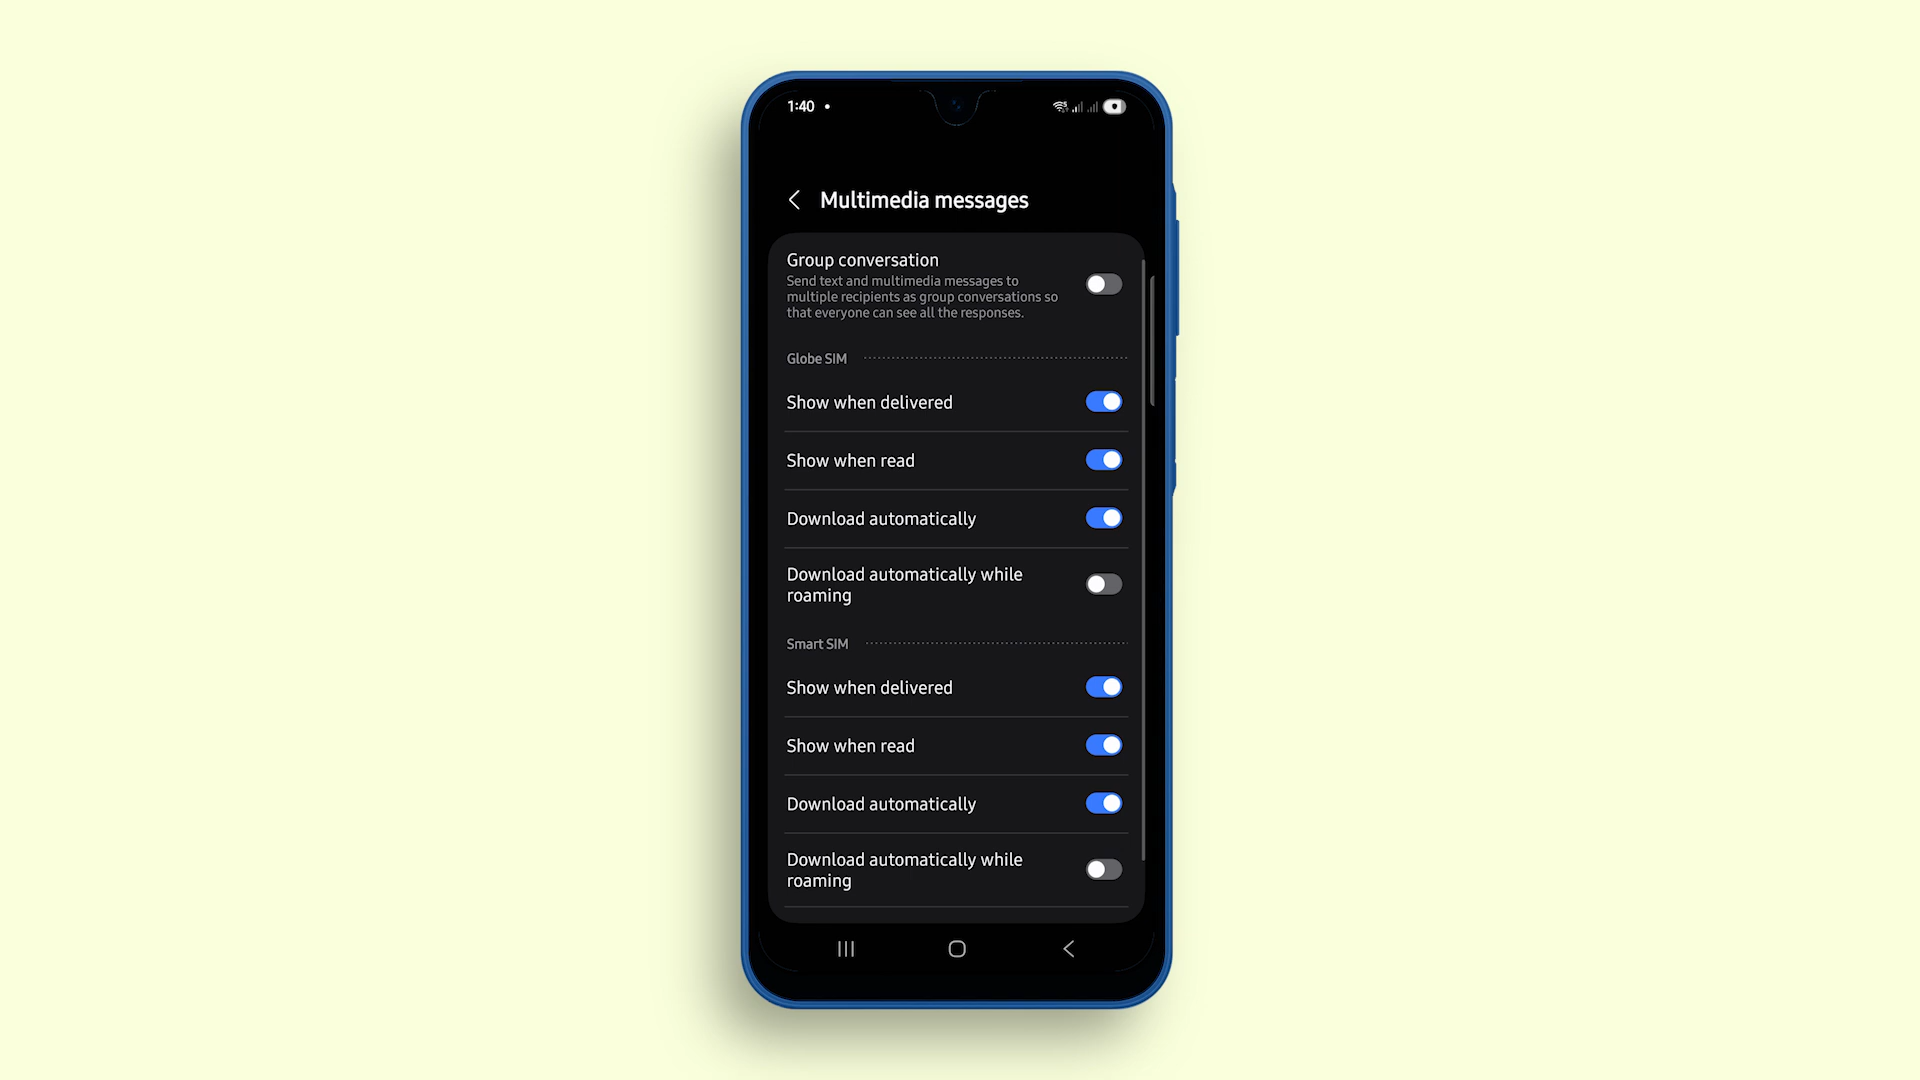 1:40
Multimedia messages
Group conversation
Send text and multimedia messages to
multiple recipients as group conversations so
that everyone can see all the responses.
Globe SIM
Show when delivered
Show when read
Download automatically
Download automatically while
roaming
Smart SIM
Show when delivered
Show when read
Download automatically
Download automatically while
roaming